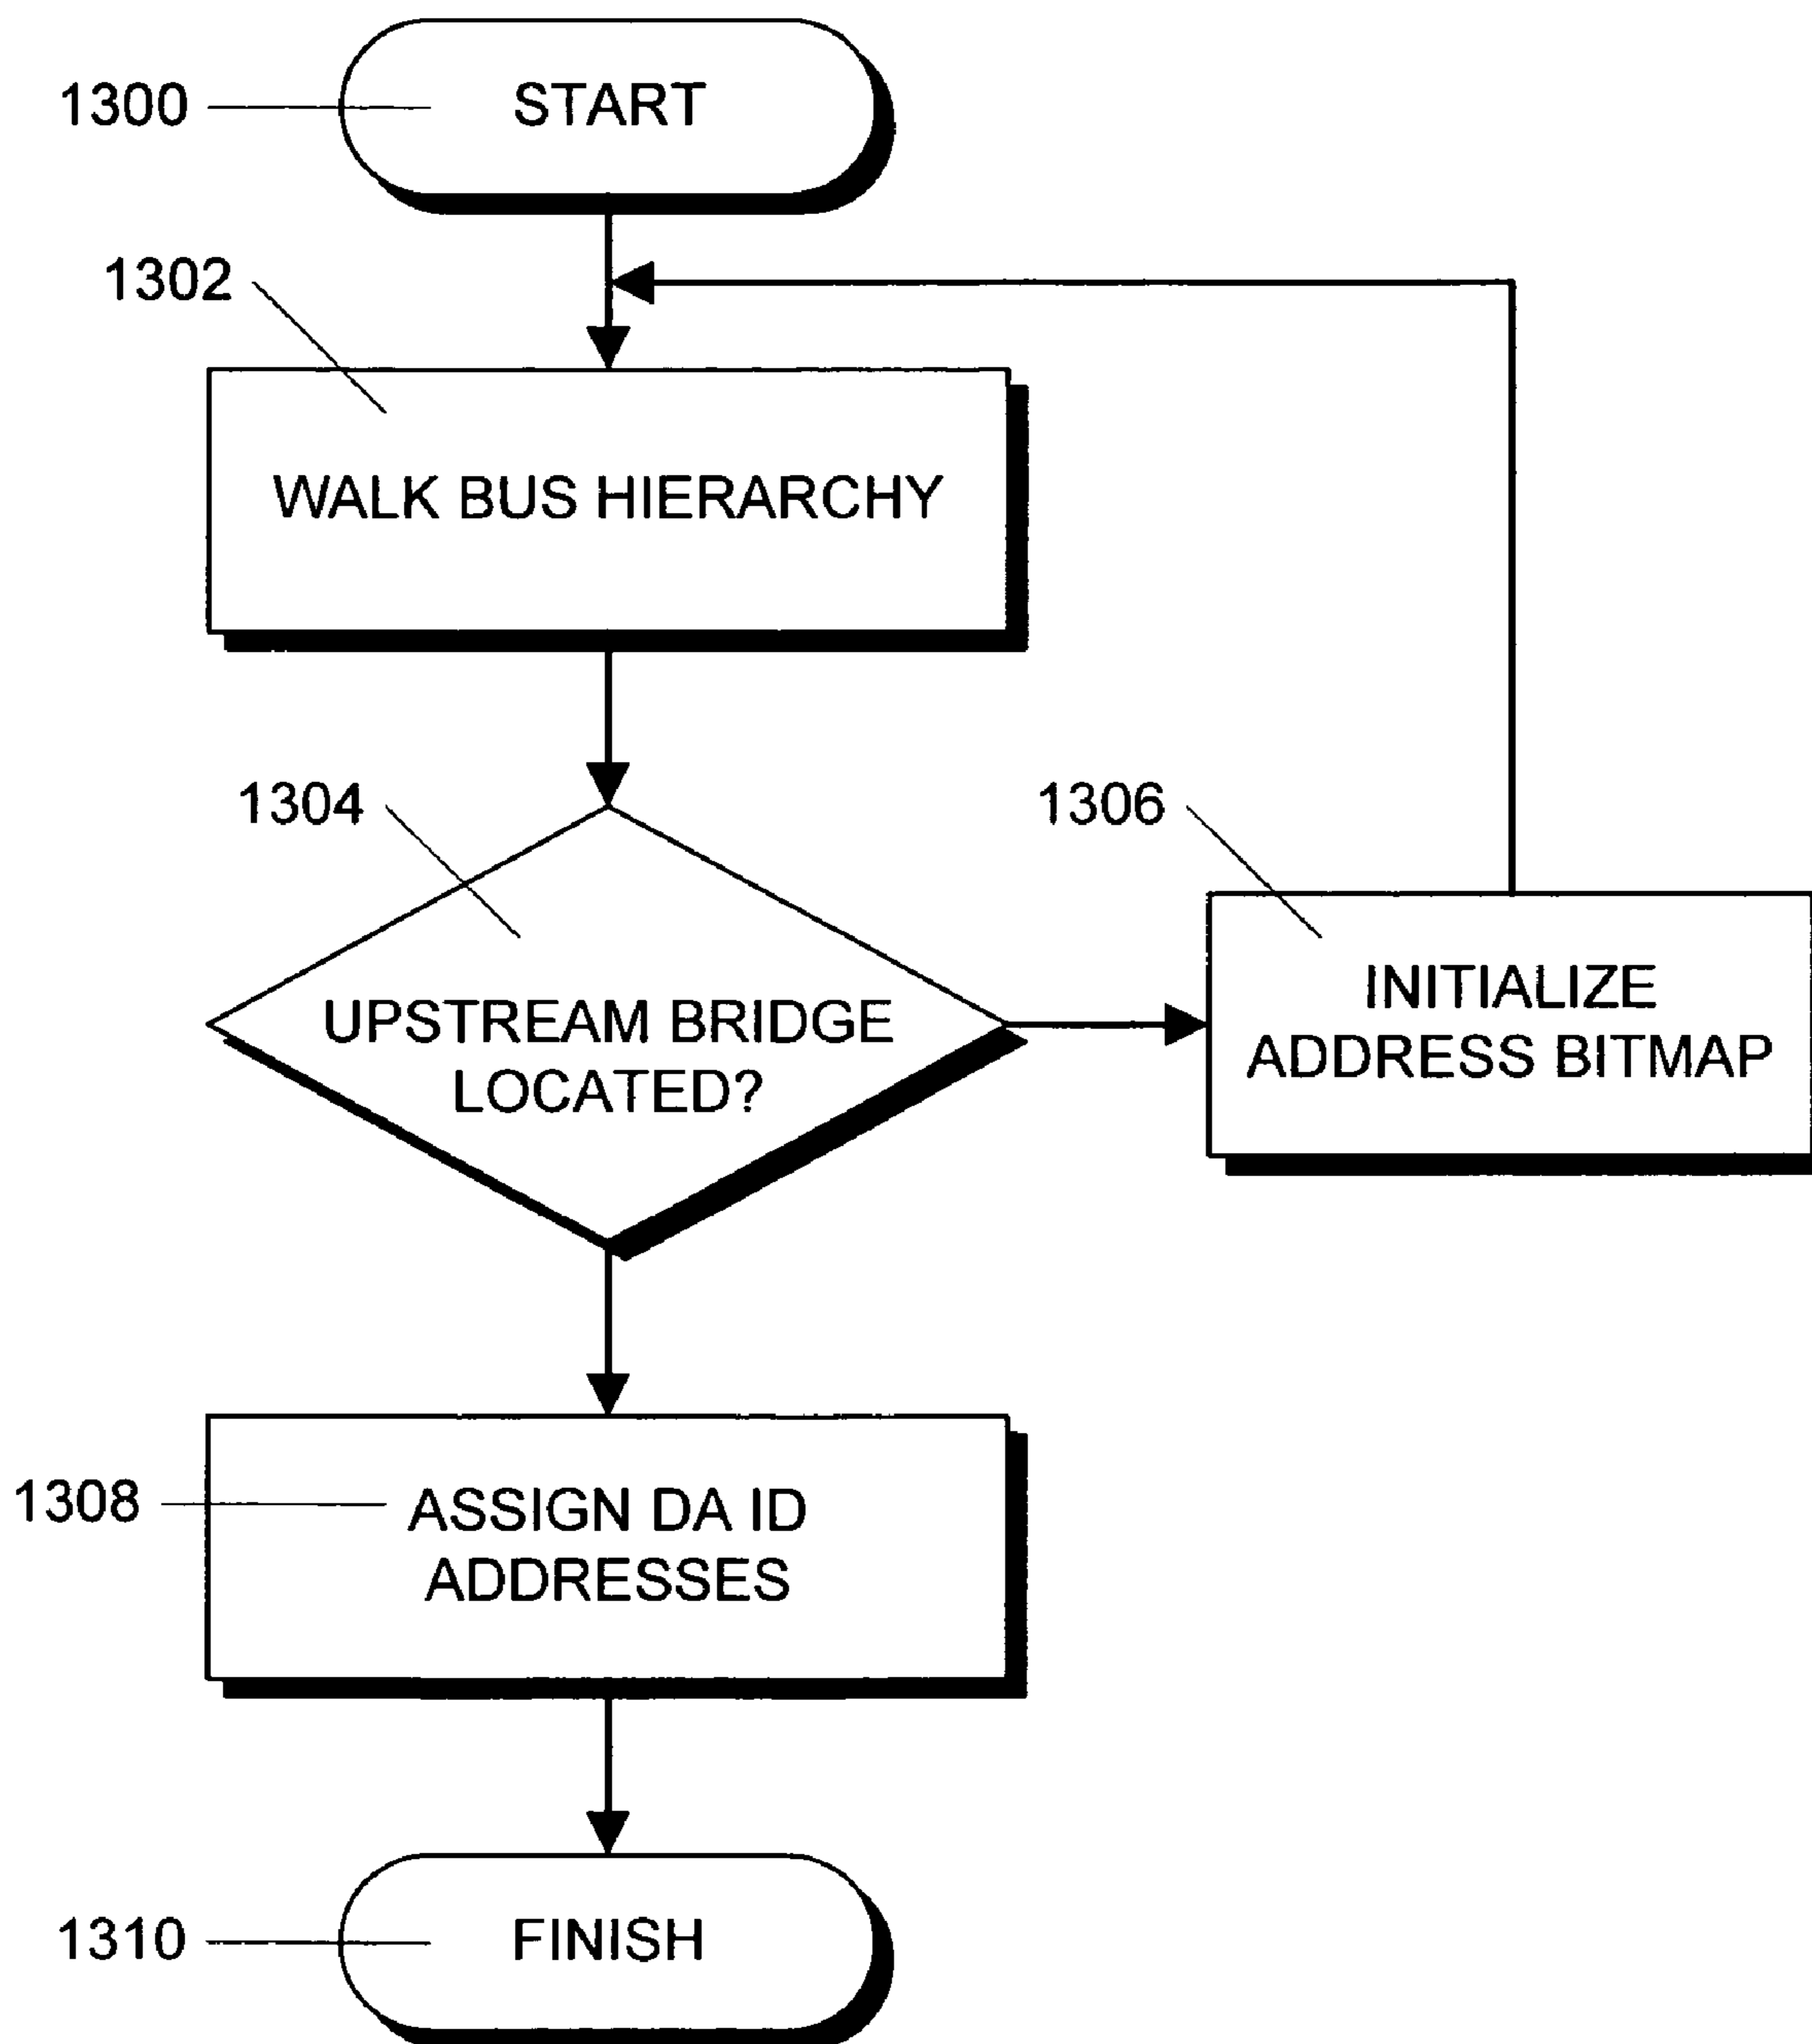 1300
START
1302
WALK BUS HIERARCHY
1304
UPSTREAM BRIDGE
LOCATED?
1306
INITIALIZE
ADDRESS BITMAP
1308
ASSIGN DA ID
ADDRESSES
1310
FINISH